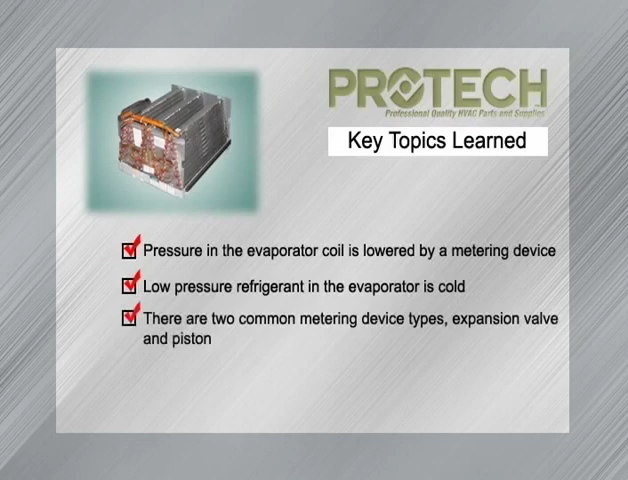 PROTECH
Professional Quality HVAC Parts and Supplies
Key Topics Learned
Pressure in the evaporator coil is lowered by a metering device
Low pressure refrigerant in the evaporator is cold
There are two common metering device types, expansion valve
and piston